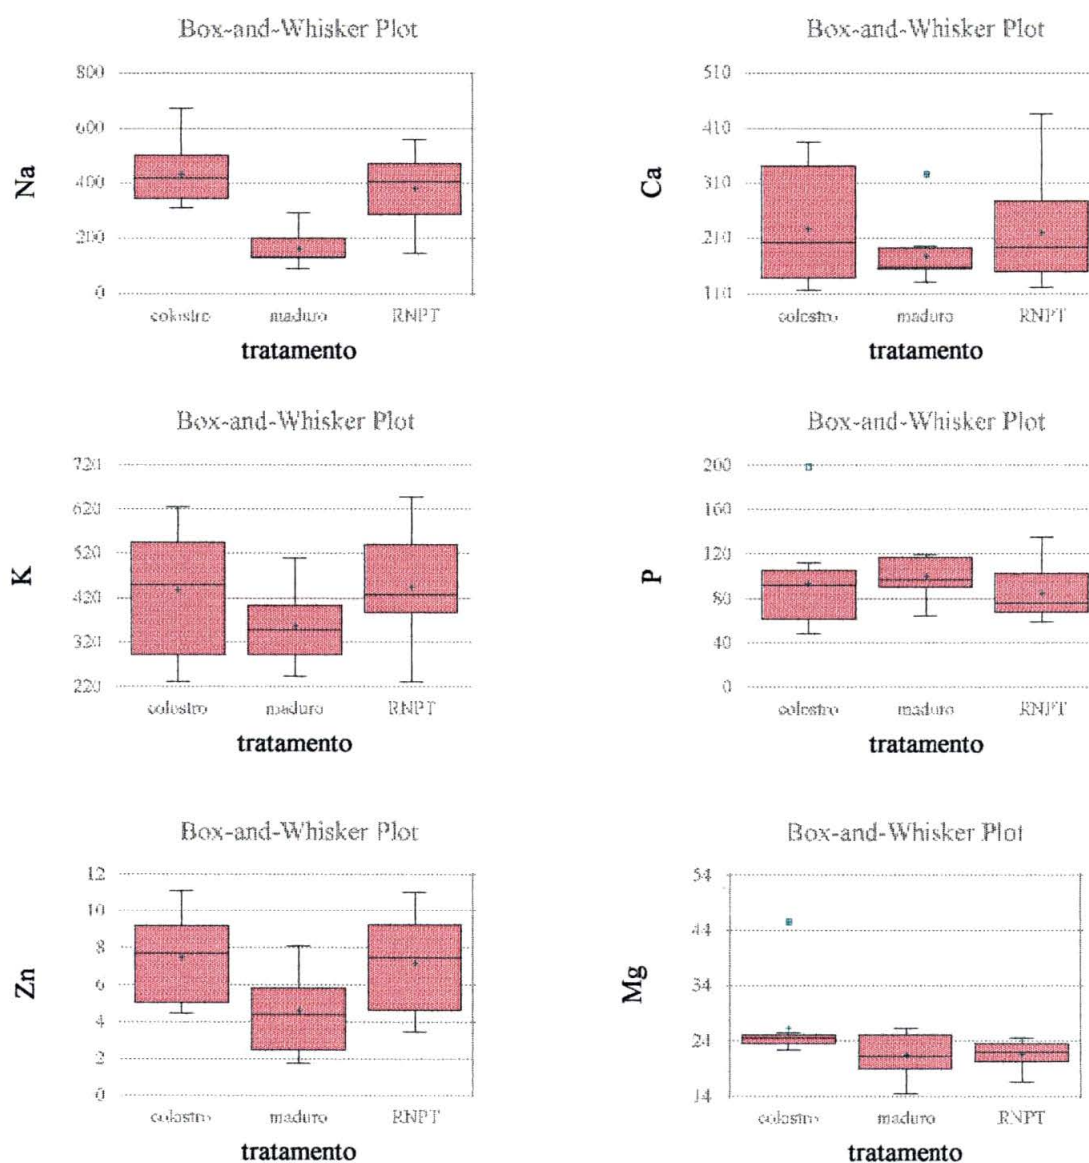 Box-and-Whisker Plot
Na
800
600
400
200
0
colostro maduro RNPT
tratamento
Box-and-Whisker Plot
Ca
510
410
310
210
110
colostro maduro RNPT
tratamento
Box-and-Whisker Plot
K
720
620
520
420
320
220
colostro maduro RNPT
tratamento
Box-and-Whisker Plot
P
200
160
120
80
40
0
colostro maduro RNPT
tratamento
Box-and-Whisker Plot
Zn
12
10
8
6
4
2
0
colostro maduro RNPT
tratamento
Box-and-Whisker Plot
Mg
54
44
34
24
14
colostro maduro RNPT
tratamento